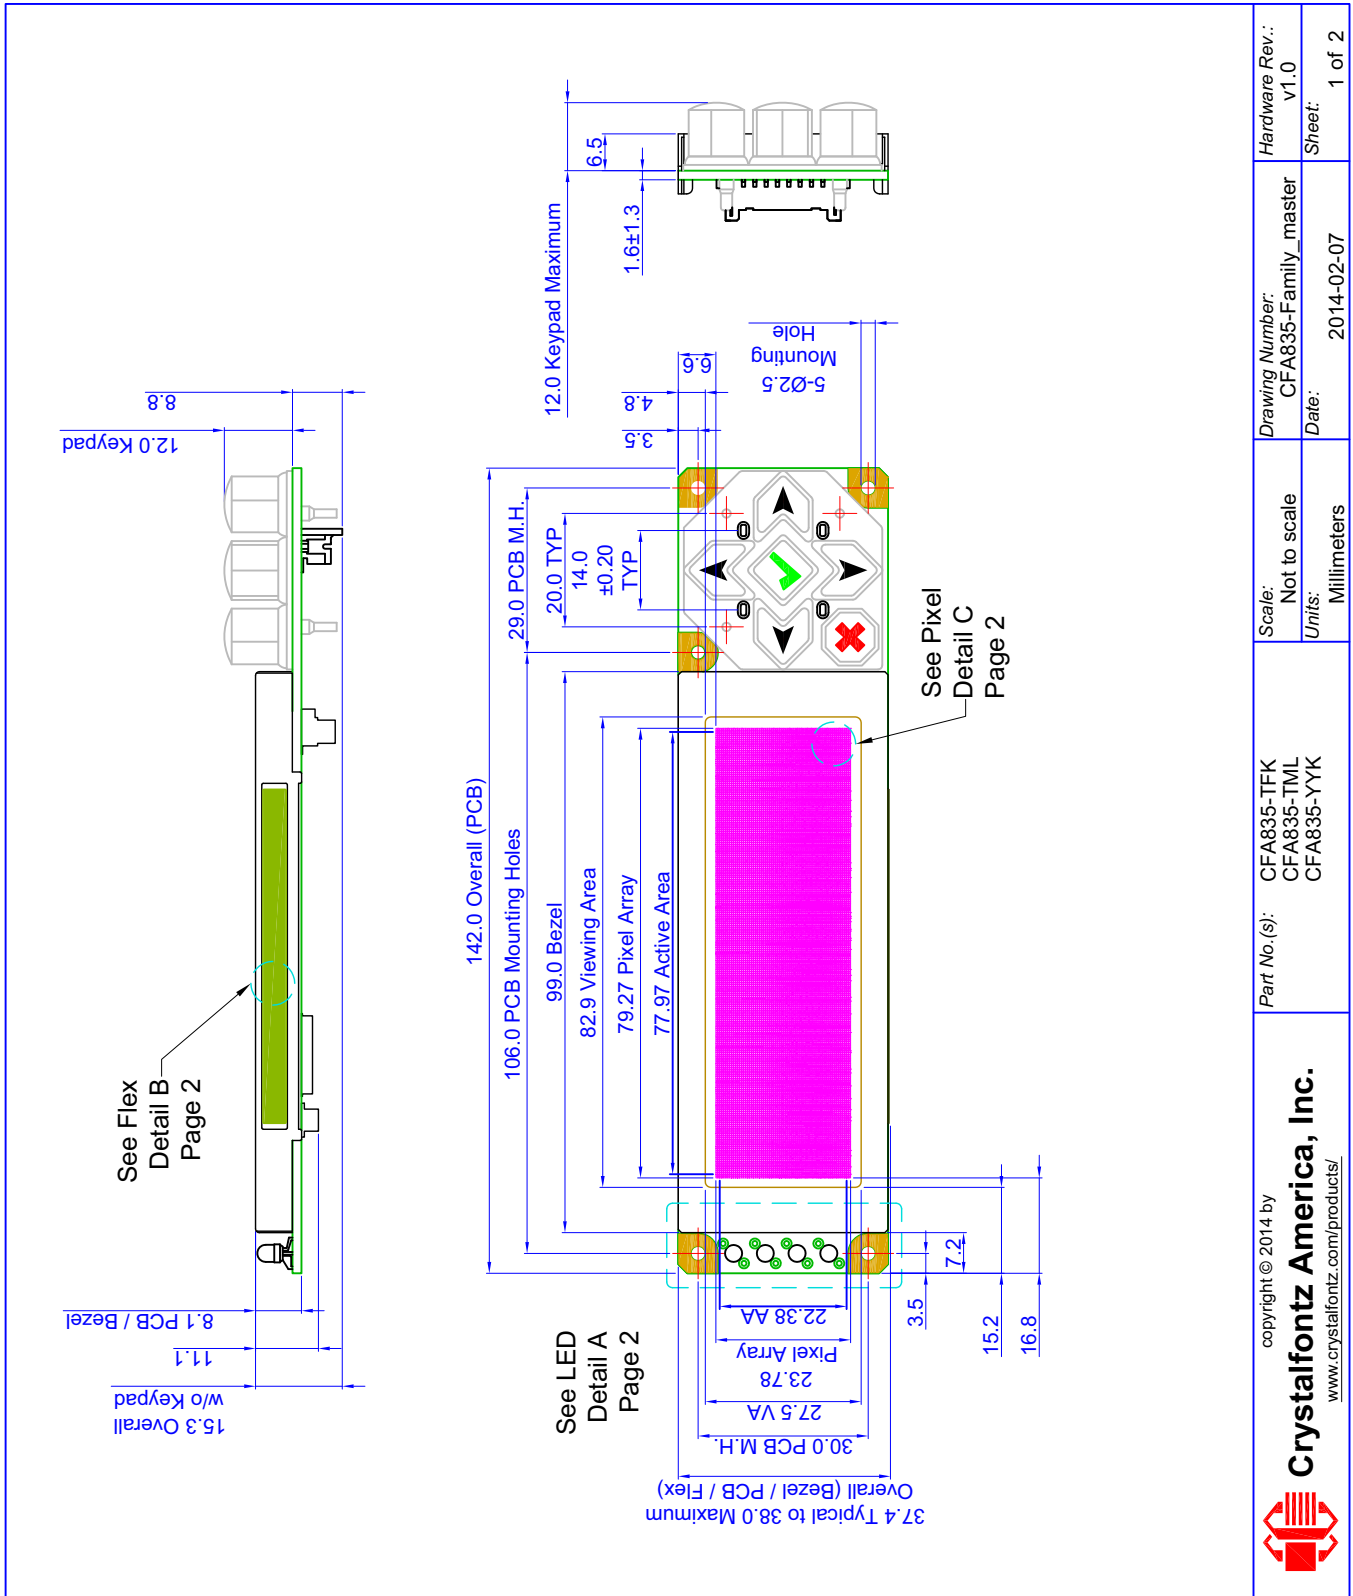 See Flex
Detail B
Page 2
12.0 Keypad
8.8
8.1 PCB / Bezel
11.1
15.3 Overall
w/o Keypad
142.0 Overall (PCB)
106.0 PCB Mounting Holes
29.0 PCB M.H.
99.0 Bezel
20.0 TYP
82.9 Viewing Area
14.0
±0.20
TYP
79.27 Pixel Array
77.97 Active Area
3.5
4.8
6.6
5-Ø2.5
Mounting
Hole
12.0 Keypad Maximum
6.5
1.6±1.3
See Pixel
Detail C
Page 2
See LED
Detail A
Page 2
22.38 AA
23.78
Pixel Array
27.5 VA
30.0 PCB M.H.
37.4 Typical to 38.0 Maximum
Overall (Bezel / PCB / Flex)
3.5
7.2
15.2
16.8
copyright © 2014 by
Crystalfontz America, Inc.
www.crystalfontz.com/products/
Part No.(s):
CFA835-TFK
CFA835-TML
CFA835-YYK
Scale:
Not to scale
Units:
Millimeters
Drawing Number:
CFA835-Family_master
Date:
2014-02-07
Hardware Rev.:
v1.0
Sheet:
1 of 2